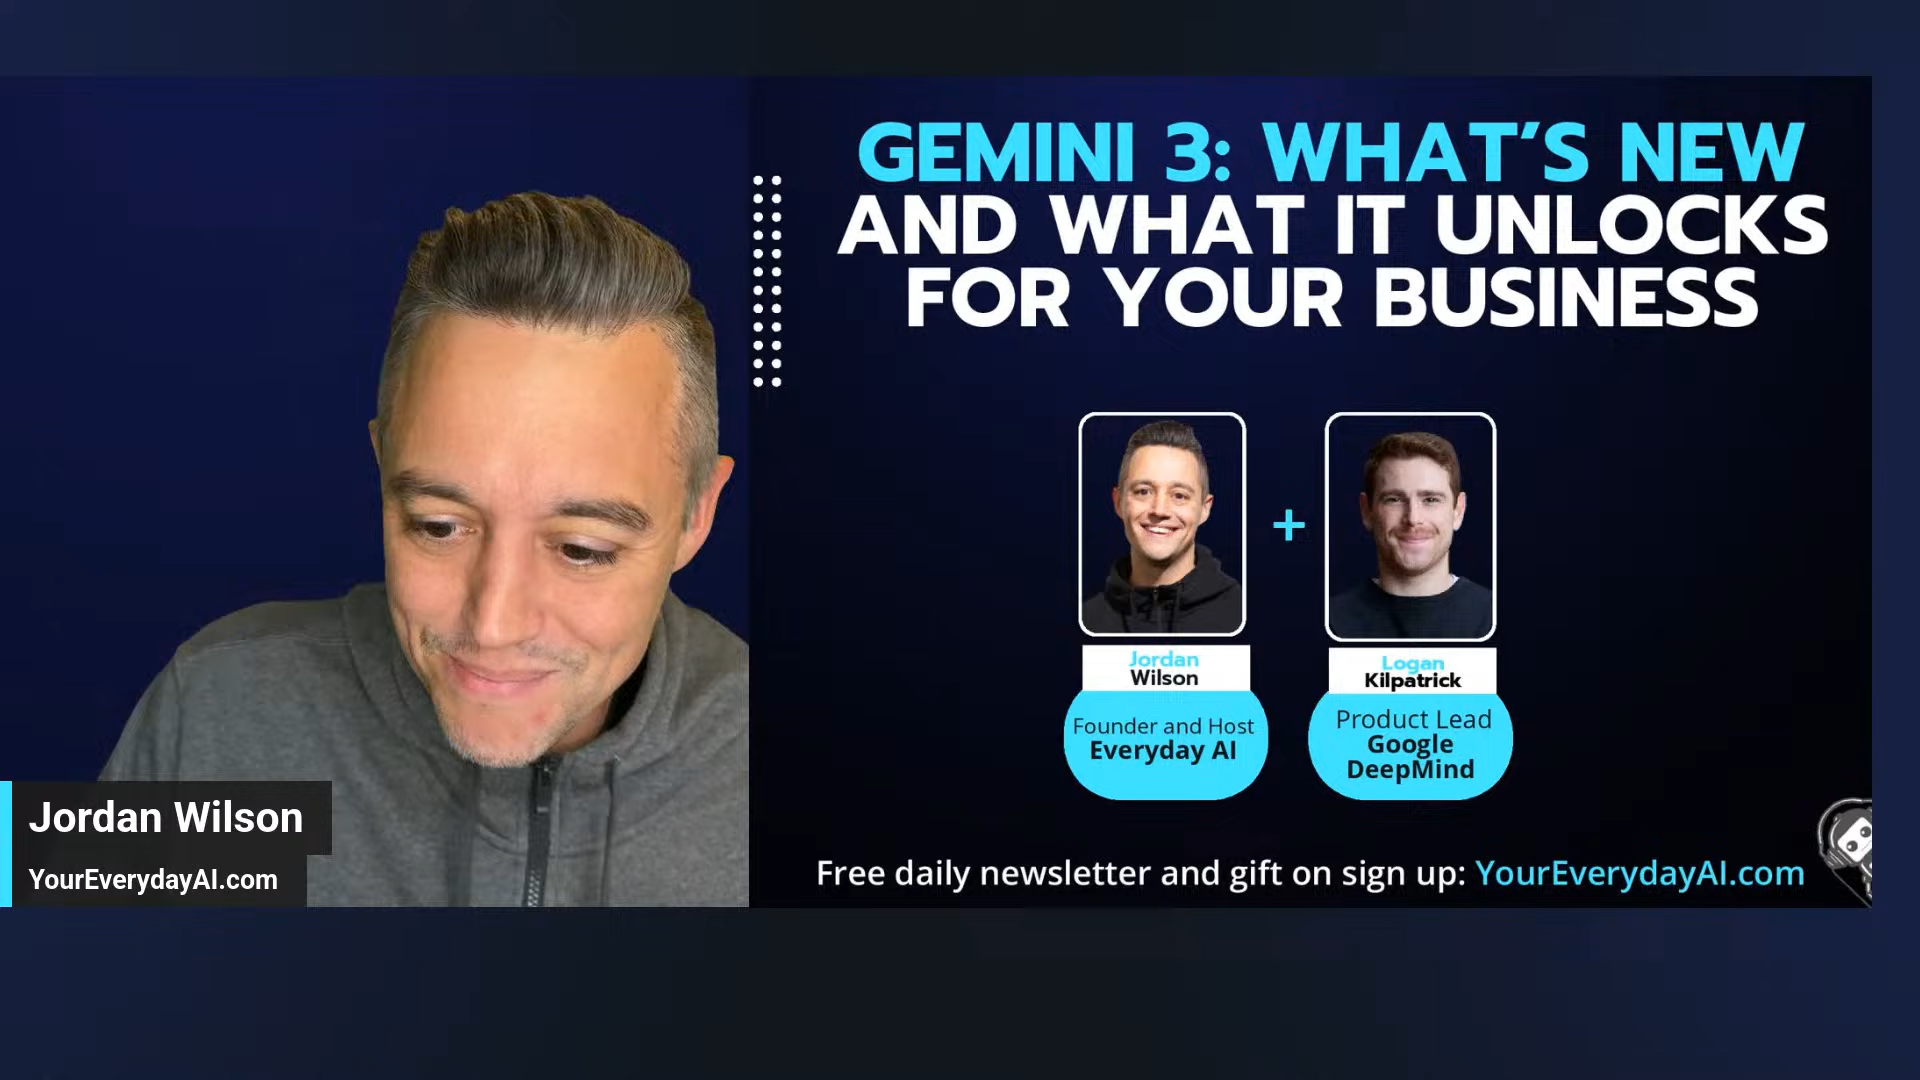 GEMINI 3: WHAT'S NEW
AND WHAT IT UNLOCKS
FOR YOUR BUSINESS
Jordan
Wilson
Founder and Host
Everyday AI
Logan
Kilpatrick
Product Lead
Google
DeepMind
Jordan Wilson
YourEverydayAI.com
Free daily newsletter and gift on sign up: YourEverydayAI.com